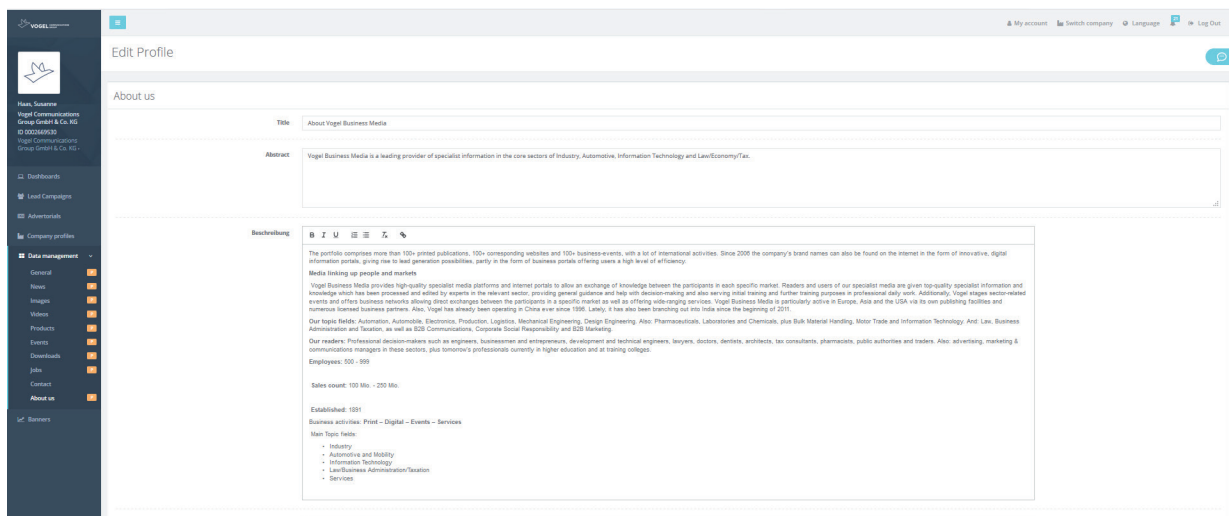 VOGEL
My account
Switch company
Language
Log Out
Edit Profile
Haas, Susanne
Vogel Communications
Group GmbH & Co. KG
ID 0002669530
Vogel Communications
Group GmbH & Co. KG -
Dashboards
Lead Campaigns
Advertorials
Company profiles
Data management
General
News
Images
Videos
Products
Events
Downloads
Jobs
Contact
About us
Banners
About us
Title
About Vogel Business Media
Abstract
Vogel Business Media is a leading provider of specialist information in the core sectors of Industry, Automotive, Information Technology and Law/Economy/Tax.
Beschreibung
B I U
The portfolio comprises more than 100+ printed publications, 100+ corresponding websites and 100+ business-events, with a lot of international activities. Since 2006 the company's brand names can also be found on the internet in the form of innovative, digital
information portals, giving rise to lead generation possibilities, partly in the form of business portals offering users a high level of efficiency.
Media linking up people and markets
Vogel Business Media provides high-quality specialist media platforms and internet portals to allow an exchange of knowledge between the participants in each specific market. Readers and users of our specialist media are given top-quality specialist information and
knowledge which has been processed and edited by experts in the relevant sector, providing general guidance and help with decision-making and also serving initial training and further training purposes in professional daily work. Additionally, Vogel stages sector-related
events and offers business networks allowing direct exchanges between the participants in a specific market as well as offering wide-ranging services. Vogel Business Media is particularly active in Europe, Asia and the USA via its own publishing facilities and
numerous licensed business partners. Also, Vogel has already been operating in China ever since 1996. Lately, it has also been branching out into India since the beginning of 2011.
Our topic fields: Automation, Automobile, Electronics, Production, Logistics, Mechanical Engineering, Design Engineering. Also: Pharmaceuticals, Laboratories and Chemicals, plus Bulk Material Handling, Motor Trade and Information Technology. And: Law, Business
Administration and Taxation, as well as B2B Communications, Corporate Social Responsibility and B2B Marketing.
Our readers: Professional decision-makers such as engineers, businessmen and entrepreneurs, development and technical engineers, lawyers, doctors, dentists, architects, tax consultants, pharmacists, public authorities and traders. Also: advertising, marketing &
communications managers in these sectors, plus tomorrow's professionals currently in higher education and at training colleges.
Employees: 500 - 999
Sales count: 100 Mio. - 250 Mio.
Established: 1891
Business activities: Print – Digital – Events – Services
Main Topic fields:
• Industry
• Automotive and Mobility
• Information Technology
• Law/Business Administration/Taxation
• Services